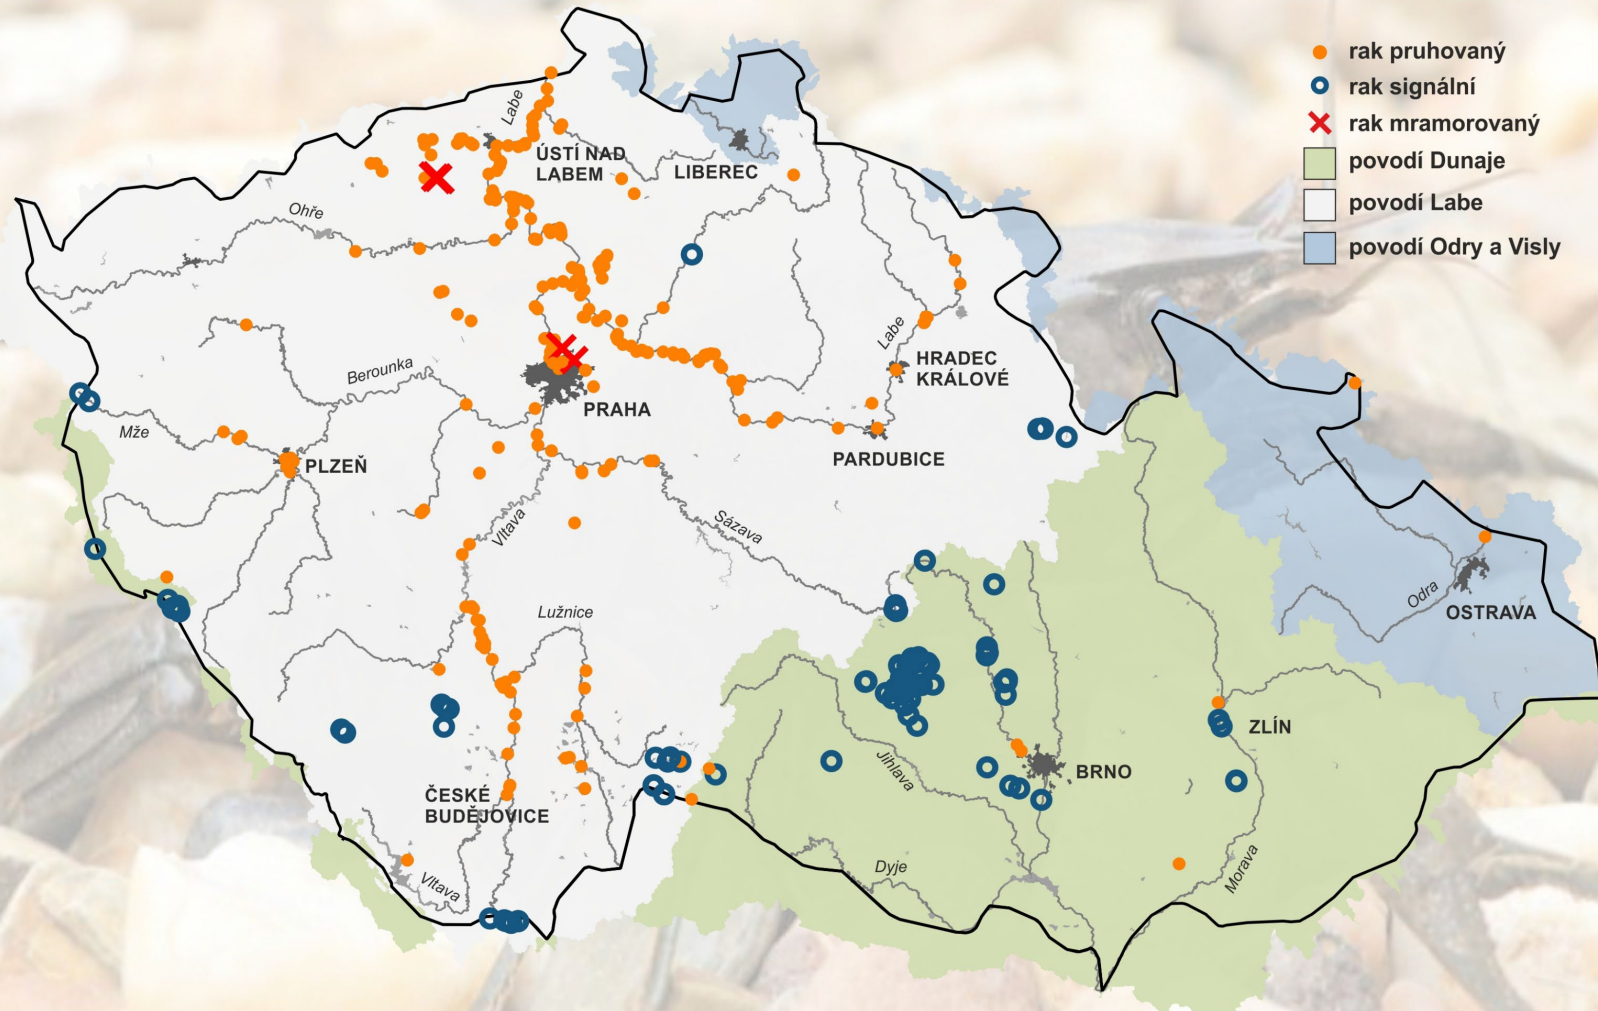 rak pruhovaný
rak signální
rak mramorovaný
povodí Dunaje
povodí Labe
povodí Odry a Visly
Labe
ÚSTÍ NAD
LABEM
LIBEREC
Ohře
Labe
HRADEC
KRÁLOVÉ
Berounka
PRAHA
Mže
PLZEŇ
PARDUBICE
Vltava
Sázava
Odra
OSTRAVA
Lužnice
ZLÍN
Jihlava
BRNO
ČESKÉ
BUDĚJOVICE
Vltava
Dyje
Morava